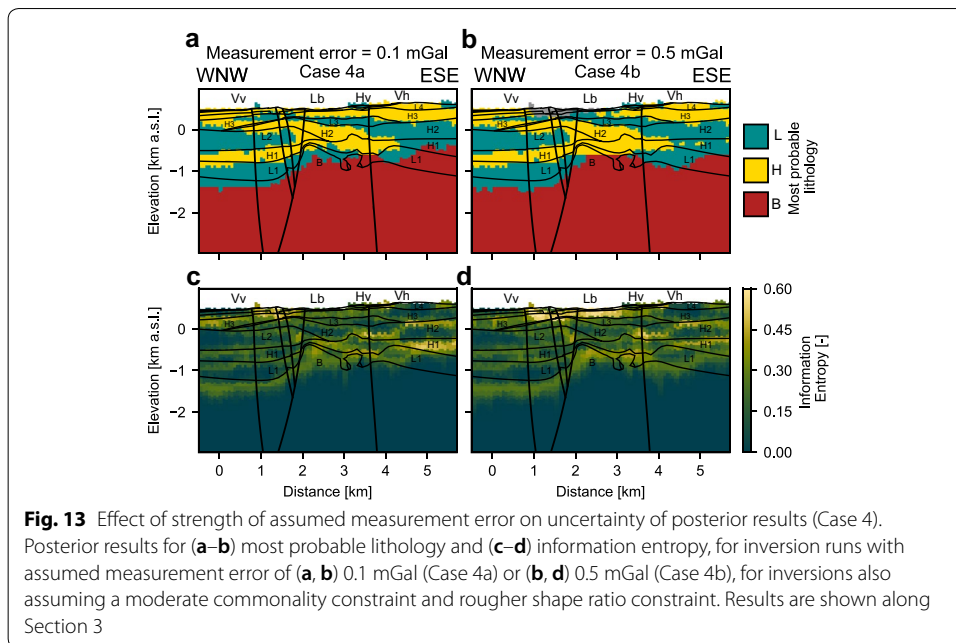 a
b
Measurement error = 0.1 mGal
Measurement error = 0.5 mGal
WNW
Case 4a
Case 4b
ESE
Vv
Lb
Hv
Vh
Vv
Lb
Hv
Vh
Elevation [km a.s.l.]
0
−1
−2
L2
H1
L1
H3
L3
H2
B
L4
H3
H2
H1
L1
H3
L2
H1
L1
L3
H2
B
L4
H3
H2
H1
L1
L
H
B
Most probable
lithology
c
d
Vv
Lb
Hv
Vh
Vv
Lb
Hv
Vh
Elevation [km a.s.l.]
0
−1
−2
H3
L2
H1
L1
L3
H2
B
L4
H3
H2
H1
L1
H3
L2
H1
L1
L3
H2
B
L4
H3
H2
H1
L1
0.60
0.45
0.30
0.15
0.00
Information
Entropy [-]
0 1 2 3 4 5
0 1 2 3 4 5
Distance [km]
Distance [km]
Fig. 13 Effect of strength of assumed measurement error on uncertainty of posterior results (Case 4).
Posterior results for (a–b) most probable lithology and (c–d) information entropy, for inversion runs with
assumed measurement error of (a, b) 0.1 mGal (Case 4a) or (b, d) 0.5 mGal (Case 4b), for inversions also
assuming a moderate commonality constraint and rougher shape ratio constraint. Results are shown along
Section 3